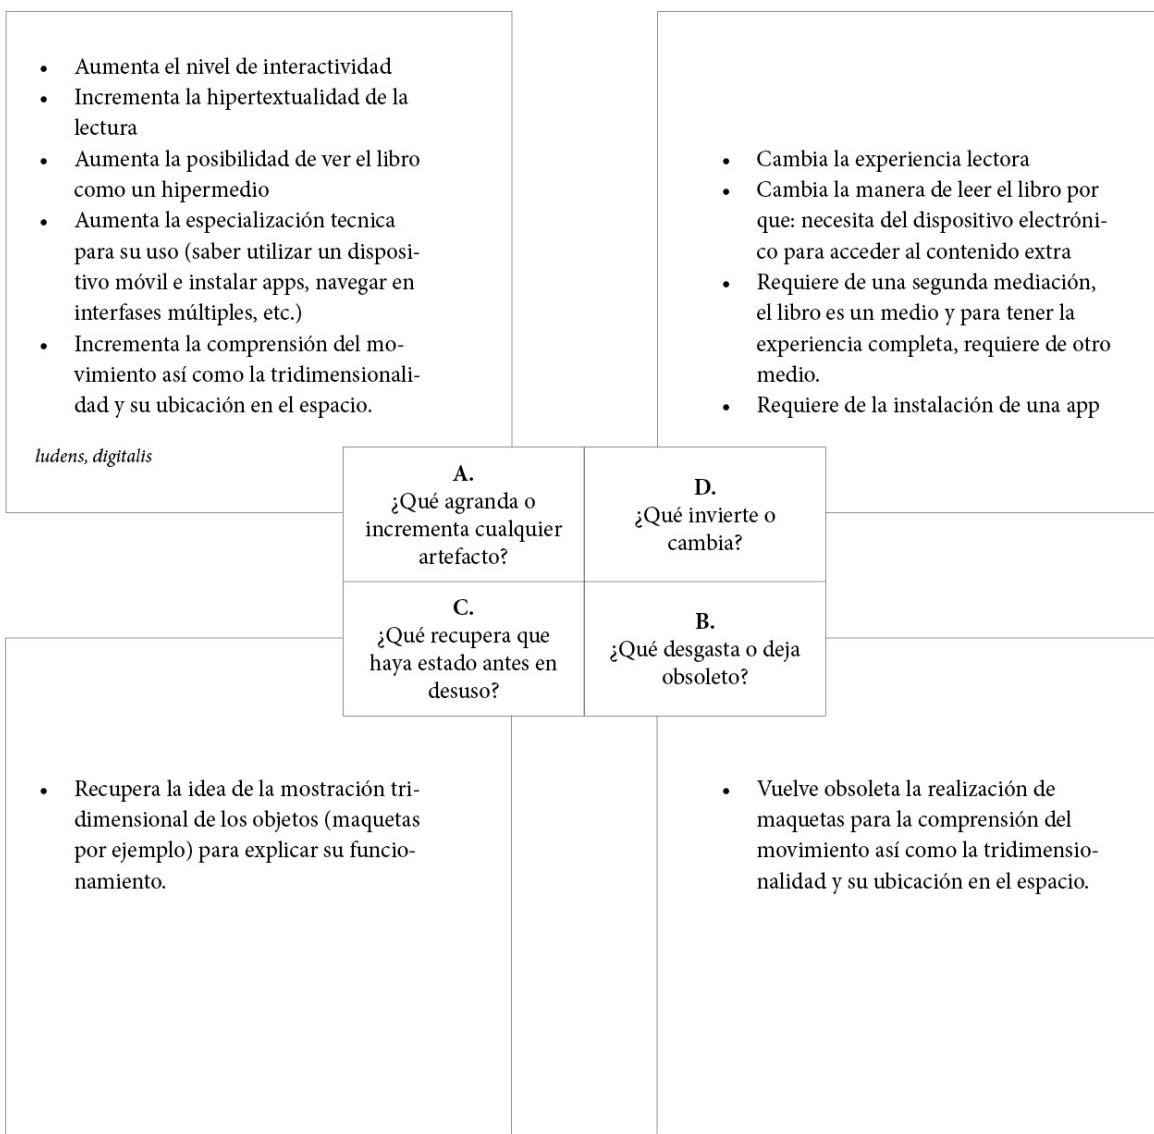 • Aumenta el nivel de interactividad
• Incrementa la hipertextualidad de la
lectura
• Aumenta la posibilidad de ver el libro
como un hipermedio
• Aumenta la especialización tecnica
para su uso (saber utilizar un disposi-
tivo móvil e instalar apps, navegar en
interfases múltiples, etc.)
• Incrementa la comprensión del mo-
vimiento así como la tridimensionali-
dad y su ubicación en el espacio.
ludens, digitalis
• Cambia la experiencia lectora
• Cambia la manera de leer el libro por
que: necesita del dispositivo electróni-
co para acceder al contenido extra
• Requiere de una segunda mediación,
el libro es un medio y para tener la
experiencia completa, requiere de otro
medio.
• Requiere de la instalación de una app
A.
¿Qué agranda o
incrementa cualquier
artefacto?
D.
¿Qué invierte o
cambia?
C.
¿Qué recupera que
haya estado antes en
desuso?
B.
¿Qué desgasta o deja
obsoleto?
• Recupera la idea de la mostración tri-
dimensional de los objetos (maquetas
por ejemplo) para explicar su funcio-
namiento.
• Vuelve obsoleta la realización de
maquetas para la comprensión del
movimiento así como la tridimensio-
nalidad y su ubicación en el espacio.